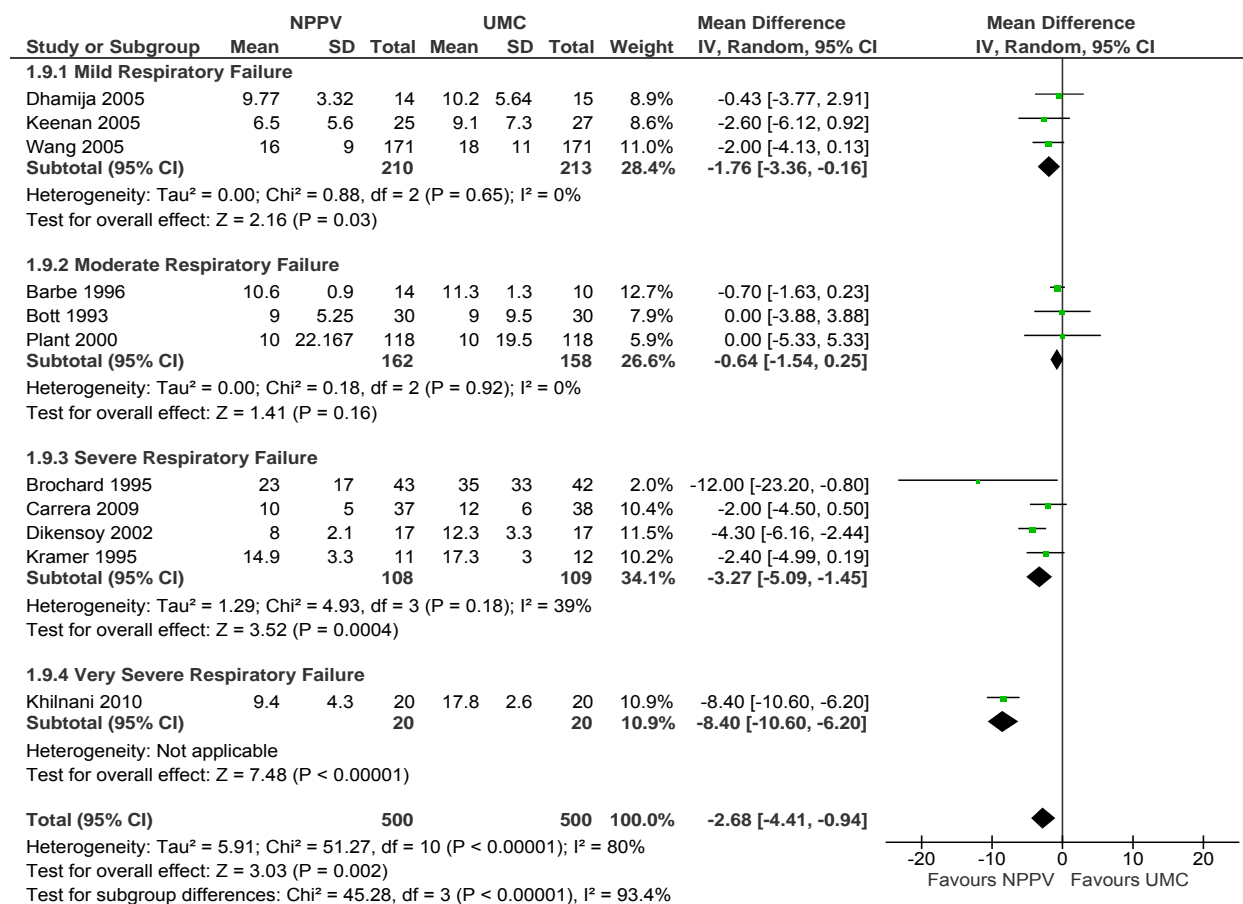 NPPV UMC Mean Difference Mean Difference
Study or Subgroup Mean SD Total Mean SD Total Weight IV, Random, 95% CI IV, Random, 95% CI
1.9.1 Mild Respiratory Failure
Dhamija 2005 9.77 3.32 14 10.2 5.64 15 8.9% -0.43 [-3.77, 2.91]
Keenan 2005 6.5 5.6 25 9.1 7.3 27 8.6% -2.60 [-6.12, 0.92]
Wang 2005 16 9 171 18 11 171 11.0% -2.00 [-4.13, 0.13]
Subtotal (95% CI) 210 213 28.4% -1.76 [-3.36, -0.16]
Heterogeneity: Tau² = 0.00; Chi² = 0.88, df = 2 (P = 0.65); I² = 0%
Test for overall effect: Z = 2.16 (P = 0.03)
1.9.2 Moderate Respiratory Failure
Barbe 1996 10.6 0.9 14 11.3 1.3 10 12.7% -0.70 [-1.63, 0.23]
Bott 1993 9 5.25 30 9 9.5 30 7.9% 0.00 [-3.88, 3.88]
Plant 2000 10 22.167 118 10 19.5 118 5.9% 0.00 [-5.33, 5.33]
Subtotal (95% CI) 162 158 26.6% -0.64 [-1.54, 0.25]
Heterogeneity: Tau² = 0.00; Chi² = 0.18, df = 2 (P = 0.92); I² = 0%
Test for overall effect: Z = 1.41 (P = 0.16)
1.9.3 Severe Respiratory Failure
Brochard 1995 23 17 43 35 33 42 2.0% -12.00 [-23.20, -0.80]
Carrera 2009 10 5 37 12 6 38 10.4% -2.00 [-4.50, 0.50]
Dikensoy 2002 8 2.1 17 12.3 3.3 17 11.5% -4.30 [-6.16, -2.44]
Kramer 1995 14.9 3.3 11 17.3 3 12 10.2% -2.40 [-4.99, 0.19]
Subtotal (95% CI) 108 109 34.1% -3.27 [-5.09, -1.45]
Heterogeneity: Tau² = 1.29; Chi² = 4.93, df = 3 (P = 0.18); I² = 39%
Test for overall effect: Z = 3.52 (P = 0.0004)
1.9.4 Very Severe Respiratory Failure
Khilnani 2010 9.4 4.3 20 17.8 2.6 20 10.9% -8.40 [-10.60, -6.20]
Subtotal (95% CI) 20 20 10.9% -8.40 [-10.60, -6.20]
Heterogeneity: Not applicable
Test for overall effect: Z = 7.48 (P < 0.00001)
Total (95% CI) 500 500 100.0% -2.68 [-4.41, -0.94]
Heterogeneity: Tau² = 5.91; Chi² = 51.27, df = 10 (P < 0.00001); I² = 80%
Test for overall effect: Z = 3.03 (P = 0.002)
Test for subgroup differences: Chi² = 45.28, df = 3 (P < 0.00001), I² = 93.4%
-20 -10 0 10 20
Favours NPPV Favours UMC